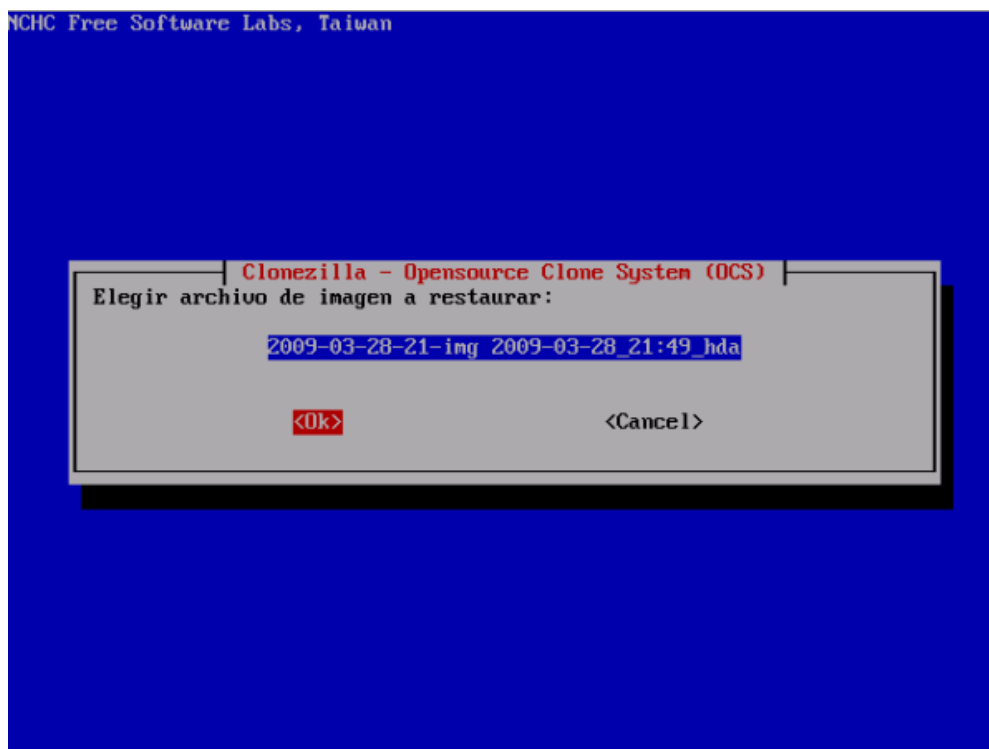 NCHC Free Software Labs, Taiwan
Clonezilla - Opensource Clone System (OCS)
Elegir archivo de imagen a restaurar:
2009-03-28-21-img 2009-03-28_21:49_hda
<Ok> <Cancel>